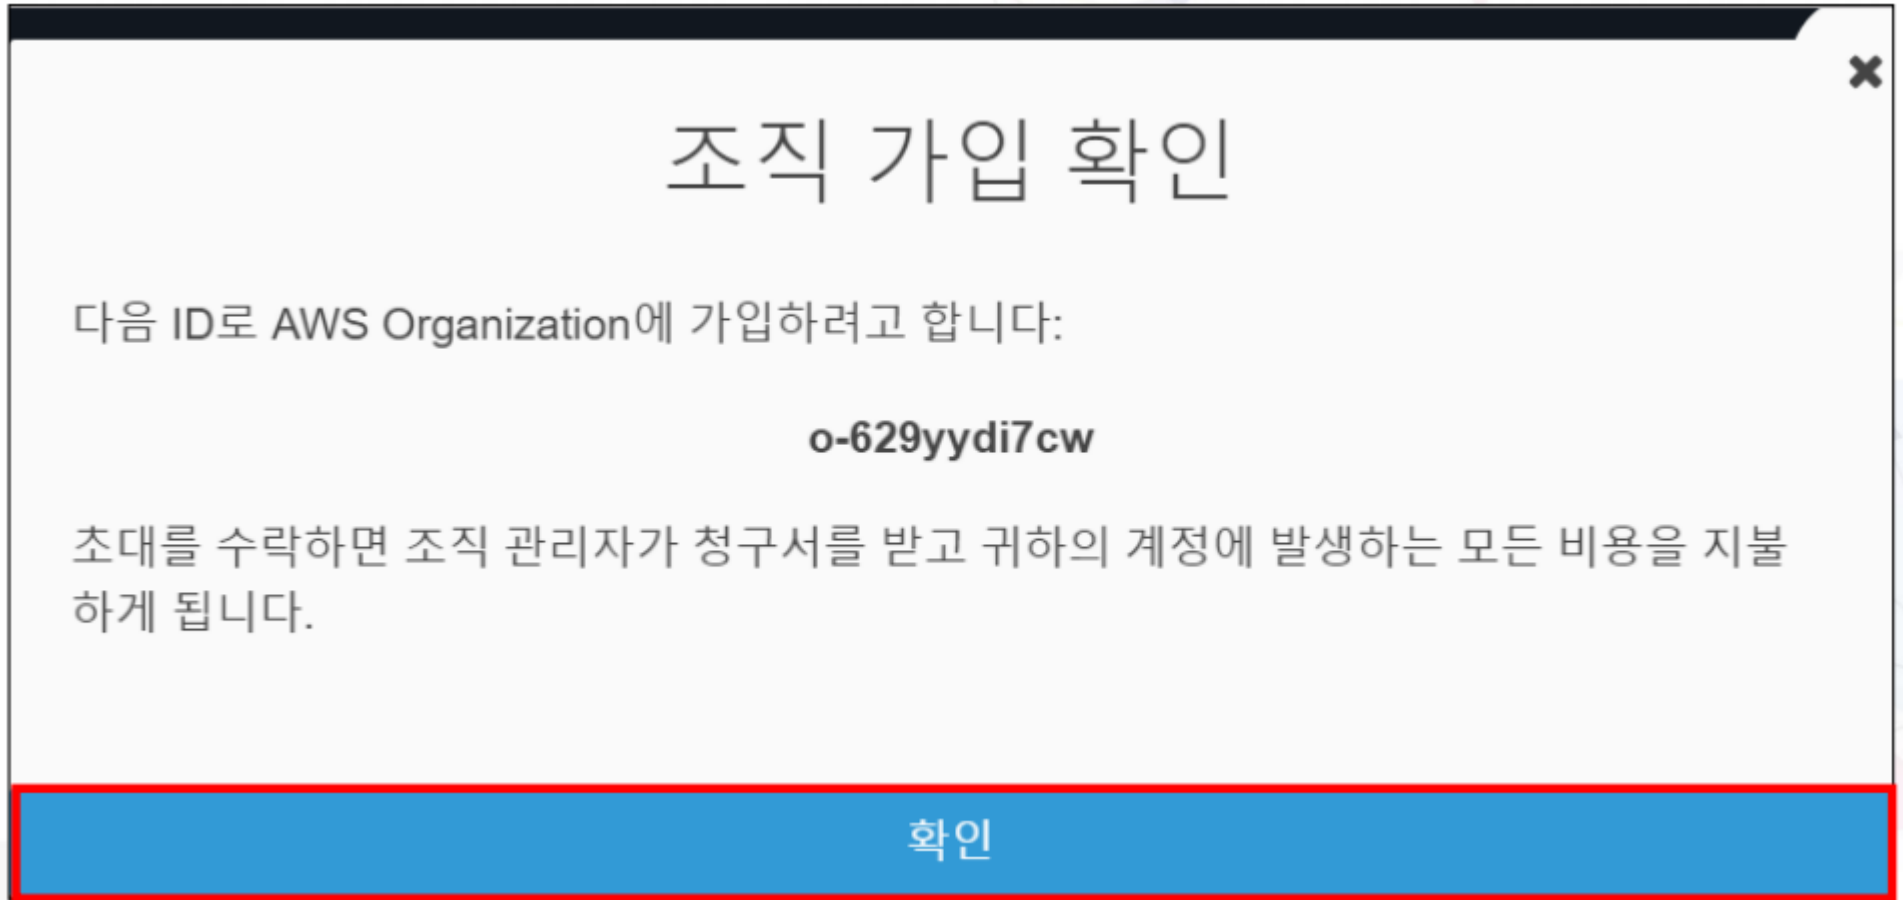 조직 가입 확인
다음 ID로 AWS Organization에 가입하려고 합니다:
o-629yydi7cw
초대를 수락하면 조직 관리자가 청구서를 받고 귀하의 계정에 발생하는 모든 비용을 지불
하게 됩니다.
확인